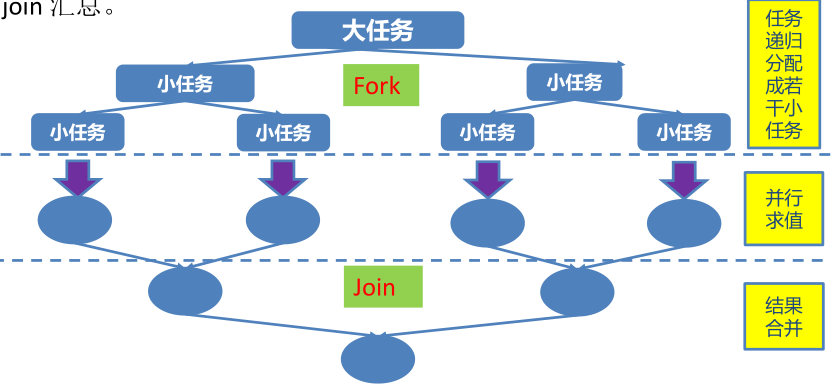 join 汇总。
大任务
小任务
小任务
Fork
小任务
小任务
小任务
小任务
任务
递归
分配
成若
干小
任务
并行
求值
Join
结果
合并